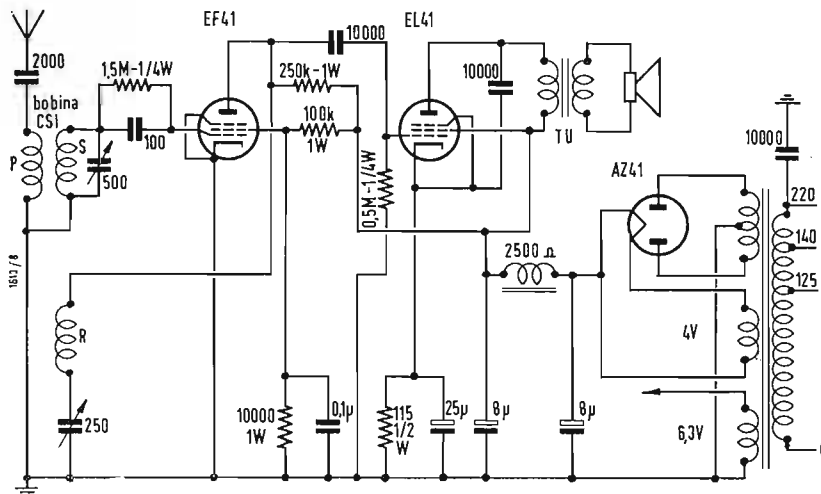 EF41
EL41
2000
1,5M-1/4W
bobina
CS1
P
S
100
500
10000
250k-1W
100k
1W
0,5M-1/4W
10000
TU
AZ41
10000
220
140
125
2500 Ω
4V
6,3V
1613/8
R
250
10000
1W
0,1µ
115
1/2
W
25µ
8µ
8µ